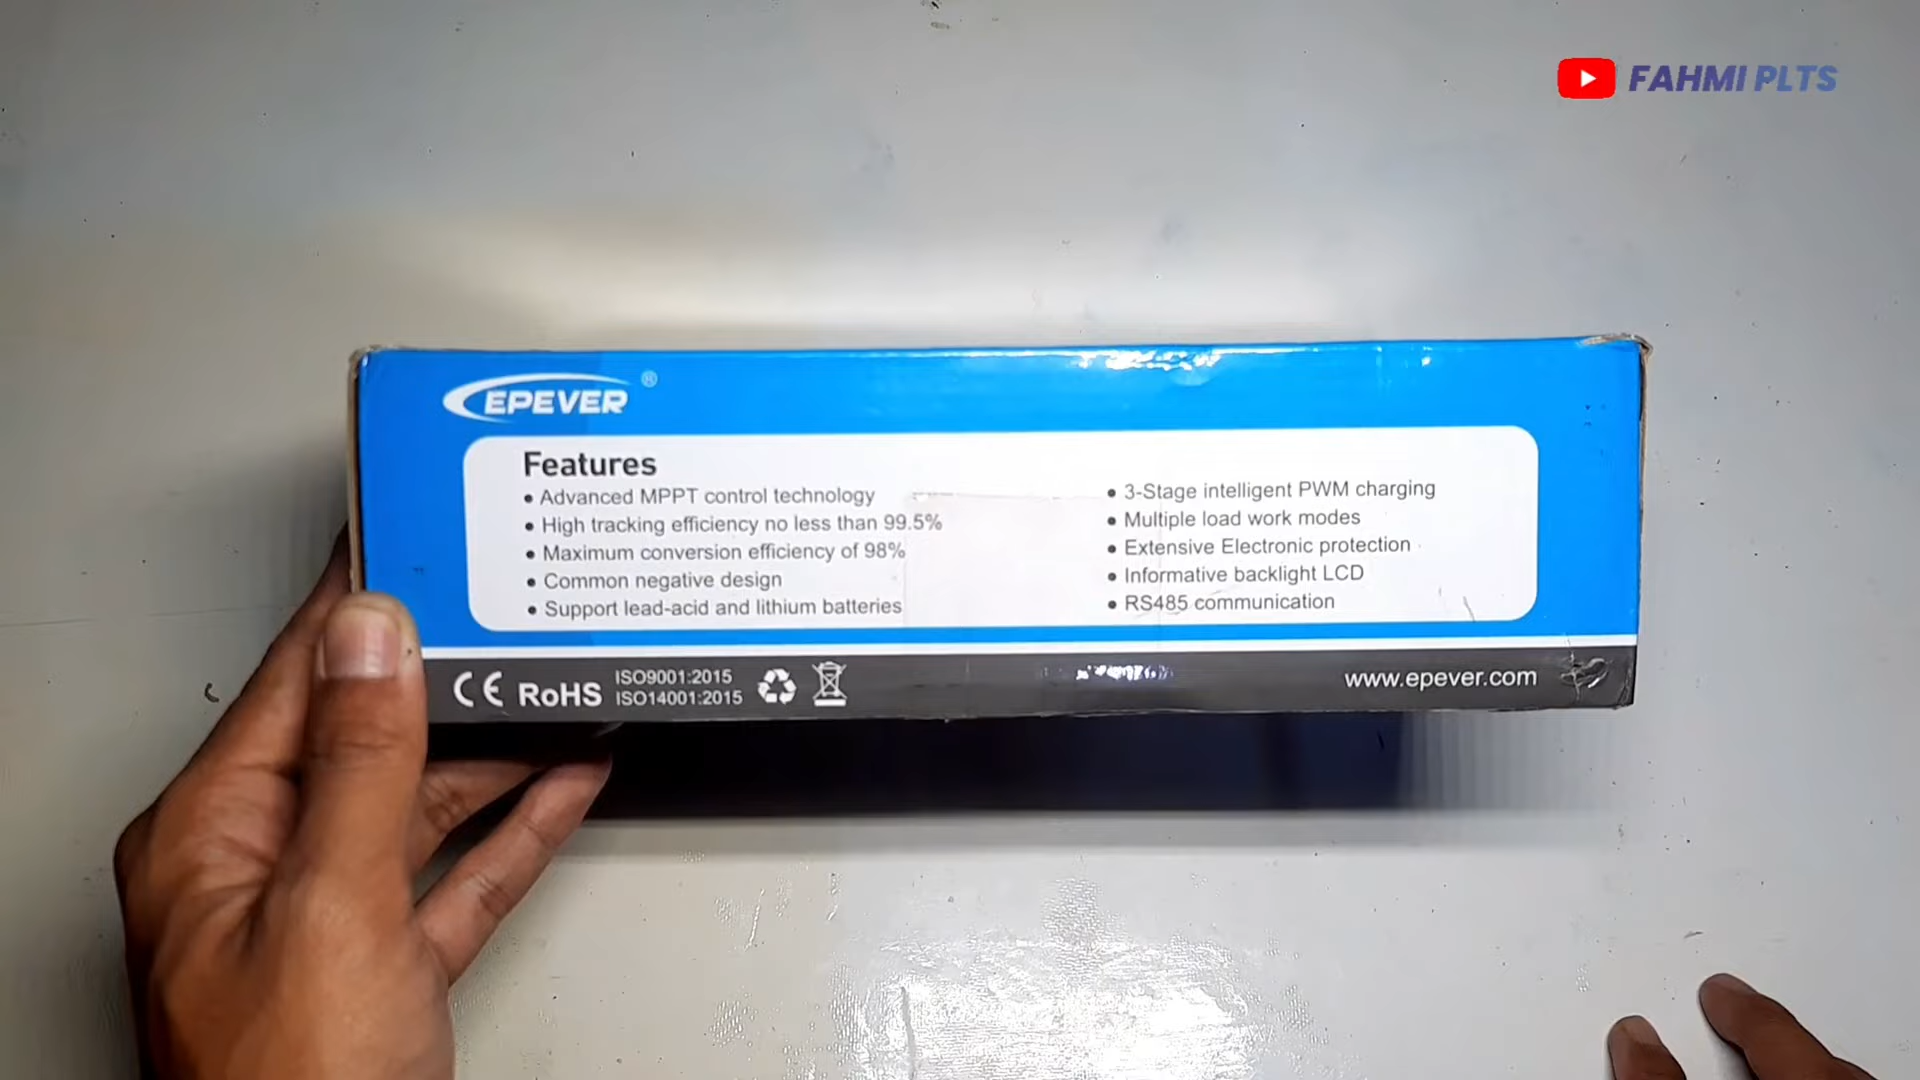 FAHMI PLTS
EPEVER ®
Features
• Advanced MPPT control technology
• High tracking efficiency no less than 99.5%
• Maximum conversion efficiency of 98%
• Common negative design
• Support lead-acid and lithium batteries
• 3-Stage intelligent PWM charging
• Multiple load work modes
• Extensive Electronic protection
• Informative backlight LCD
• RS485 communication
CE RoHS
ISO9001:2015
ISO14001:2015
www.epever.com